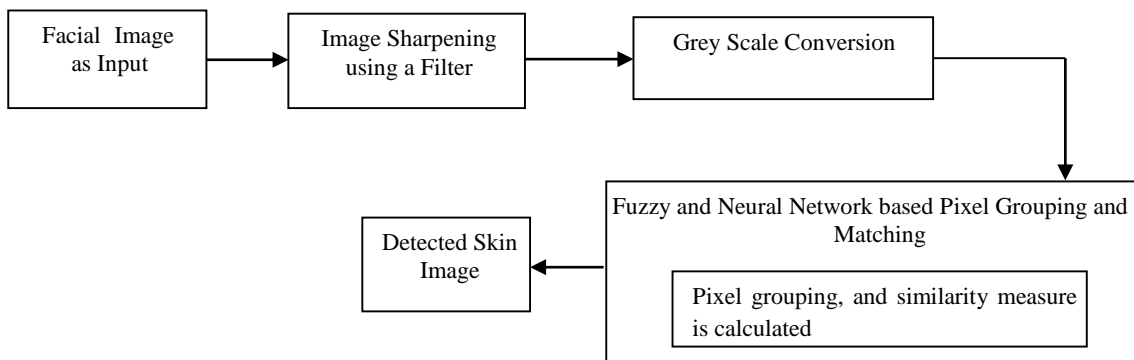 Facial Image
as Input
Image Sharpening
using a Filter
Grey Scale Conversion
Fuzzy and Neural Network based Pixel Grouping and
Matching
Pixel grouping, and similarity measure
is calculated
Detected Skin
Image